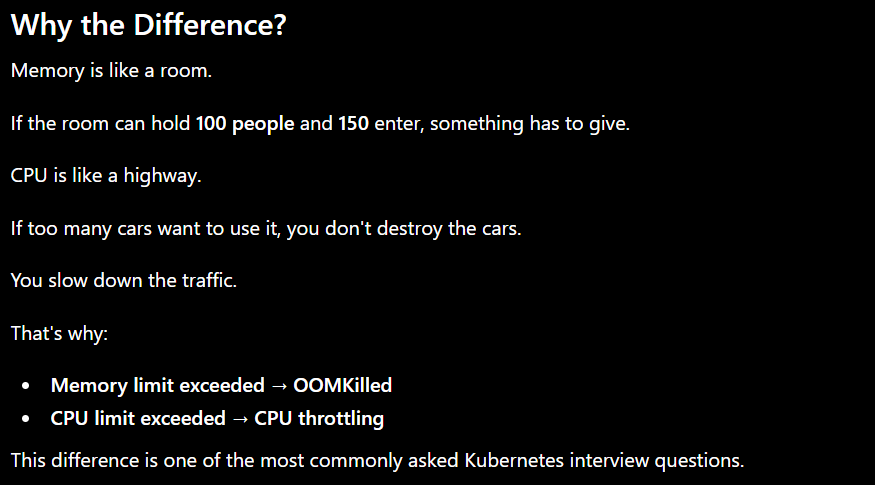 Why the Difference?
Memory is like a room.
If the room can hold 100 people and 150 enter, something has to give.
CPU is like a highway.
If too many cars want to use it, you don't destroy the cars.
You slow down the traffic.
That's why:
• Memory limit exceeded → OOMKilled
• CPU limit exceeded → CPU throttling
This difference is one of the most commonly asked Kubernetes interview questions.